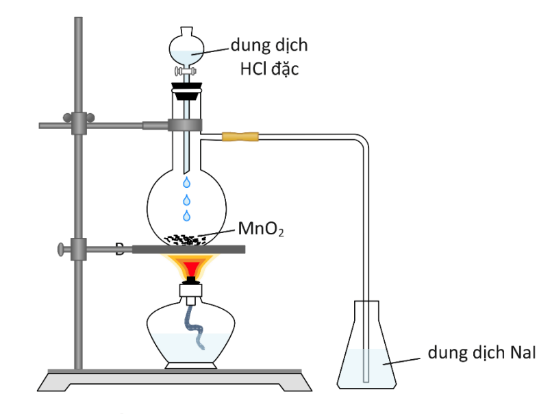 dung dịch
HCl đặc
MnO₂
dung dịch NaI